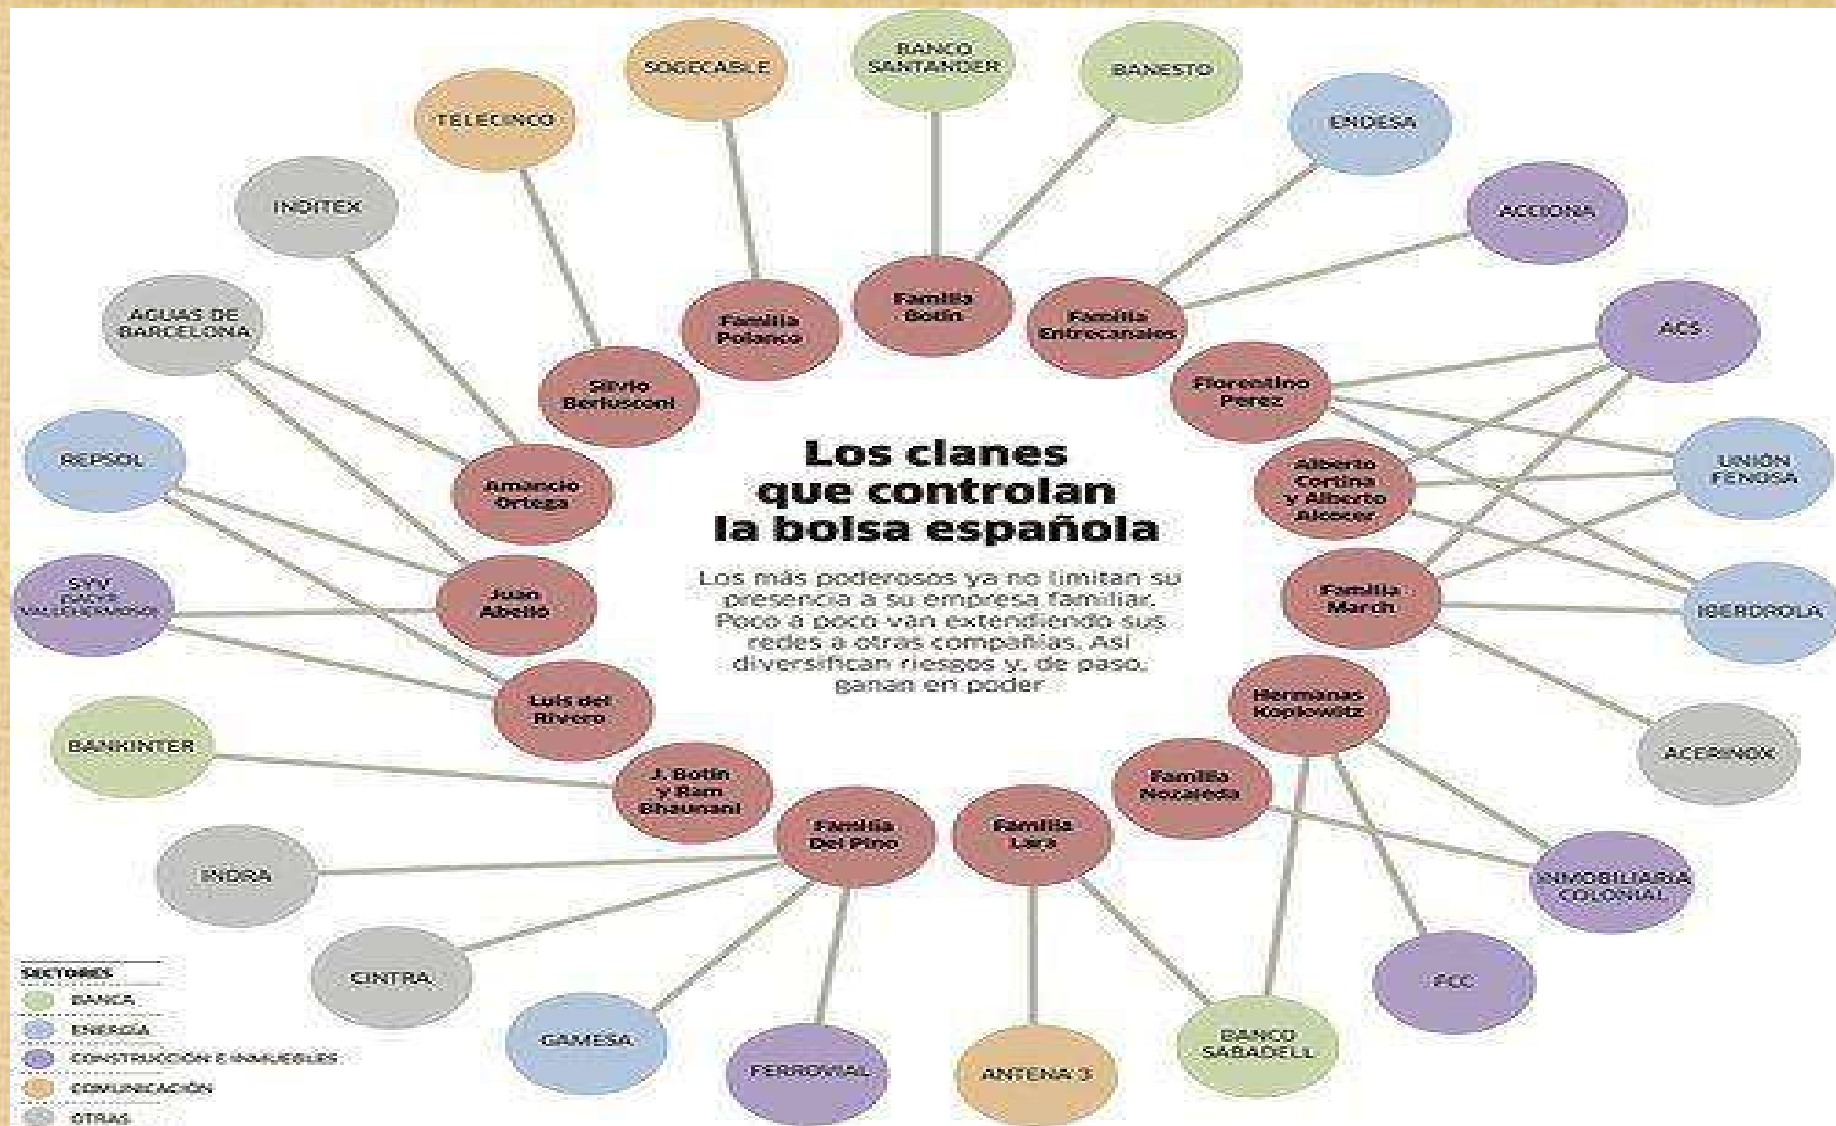 Los clanes
que controlan
la bolsa española
Los más poderosos ya no limitan su
presencia a su empresa familiar.
Poco a poco van extendiendo sus
redes a otras compañías. Así
diversifican riesgos y, de paso,
ganan en poder
BANCO
SANTANDER
BANESTO
ENDESA
ACCIONA
ACS
UNIÓN
FENOSA
IBERDROLA
ACERINOX
INMOBILIARIA
COLONIAL
FCC
BANCO
SABADELL
ANTENA 3
FERROVIAL
GAMESA
CINTRA
INDRA
BANKINTER
SYV
VALLEHERMOSO)
REPSOL
AGUAS DE
BARCELONA
INDITEX
TELECINCO
SOGECABLE
Familia
Botín
Familia
Entrecanales
Florentino
Perez
Alberto
Cortina
y Alberto
Alcocer
Familia
March
Hermanas
Koplowitz
Familia
Nozaleda
Familia
Lara
Familia
Del Pino
J. Botín
y Ram
Bhaunani
Luis del
Rivero
Juan
Abelló
Amancio
Ortega
Silvio
Berlusconi
Familia
Polanco
SECTORES
BANCA
ENERGÍA
CONSTRUCCIÓN E INMUEBLES
COMUNICACIÓN
OTRAS